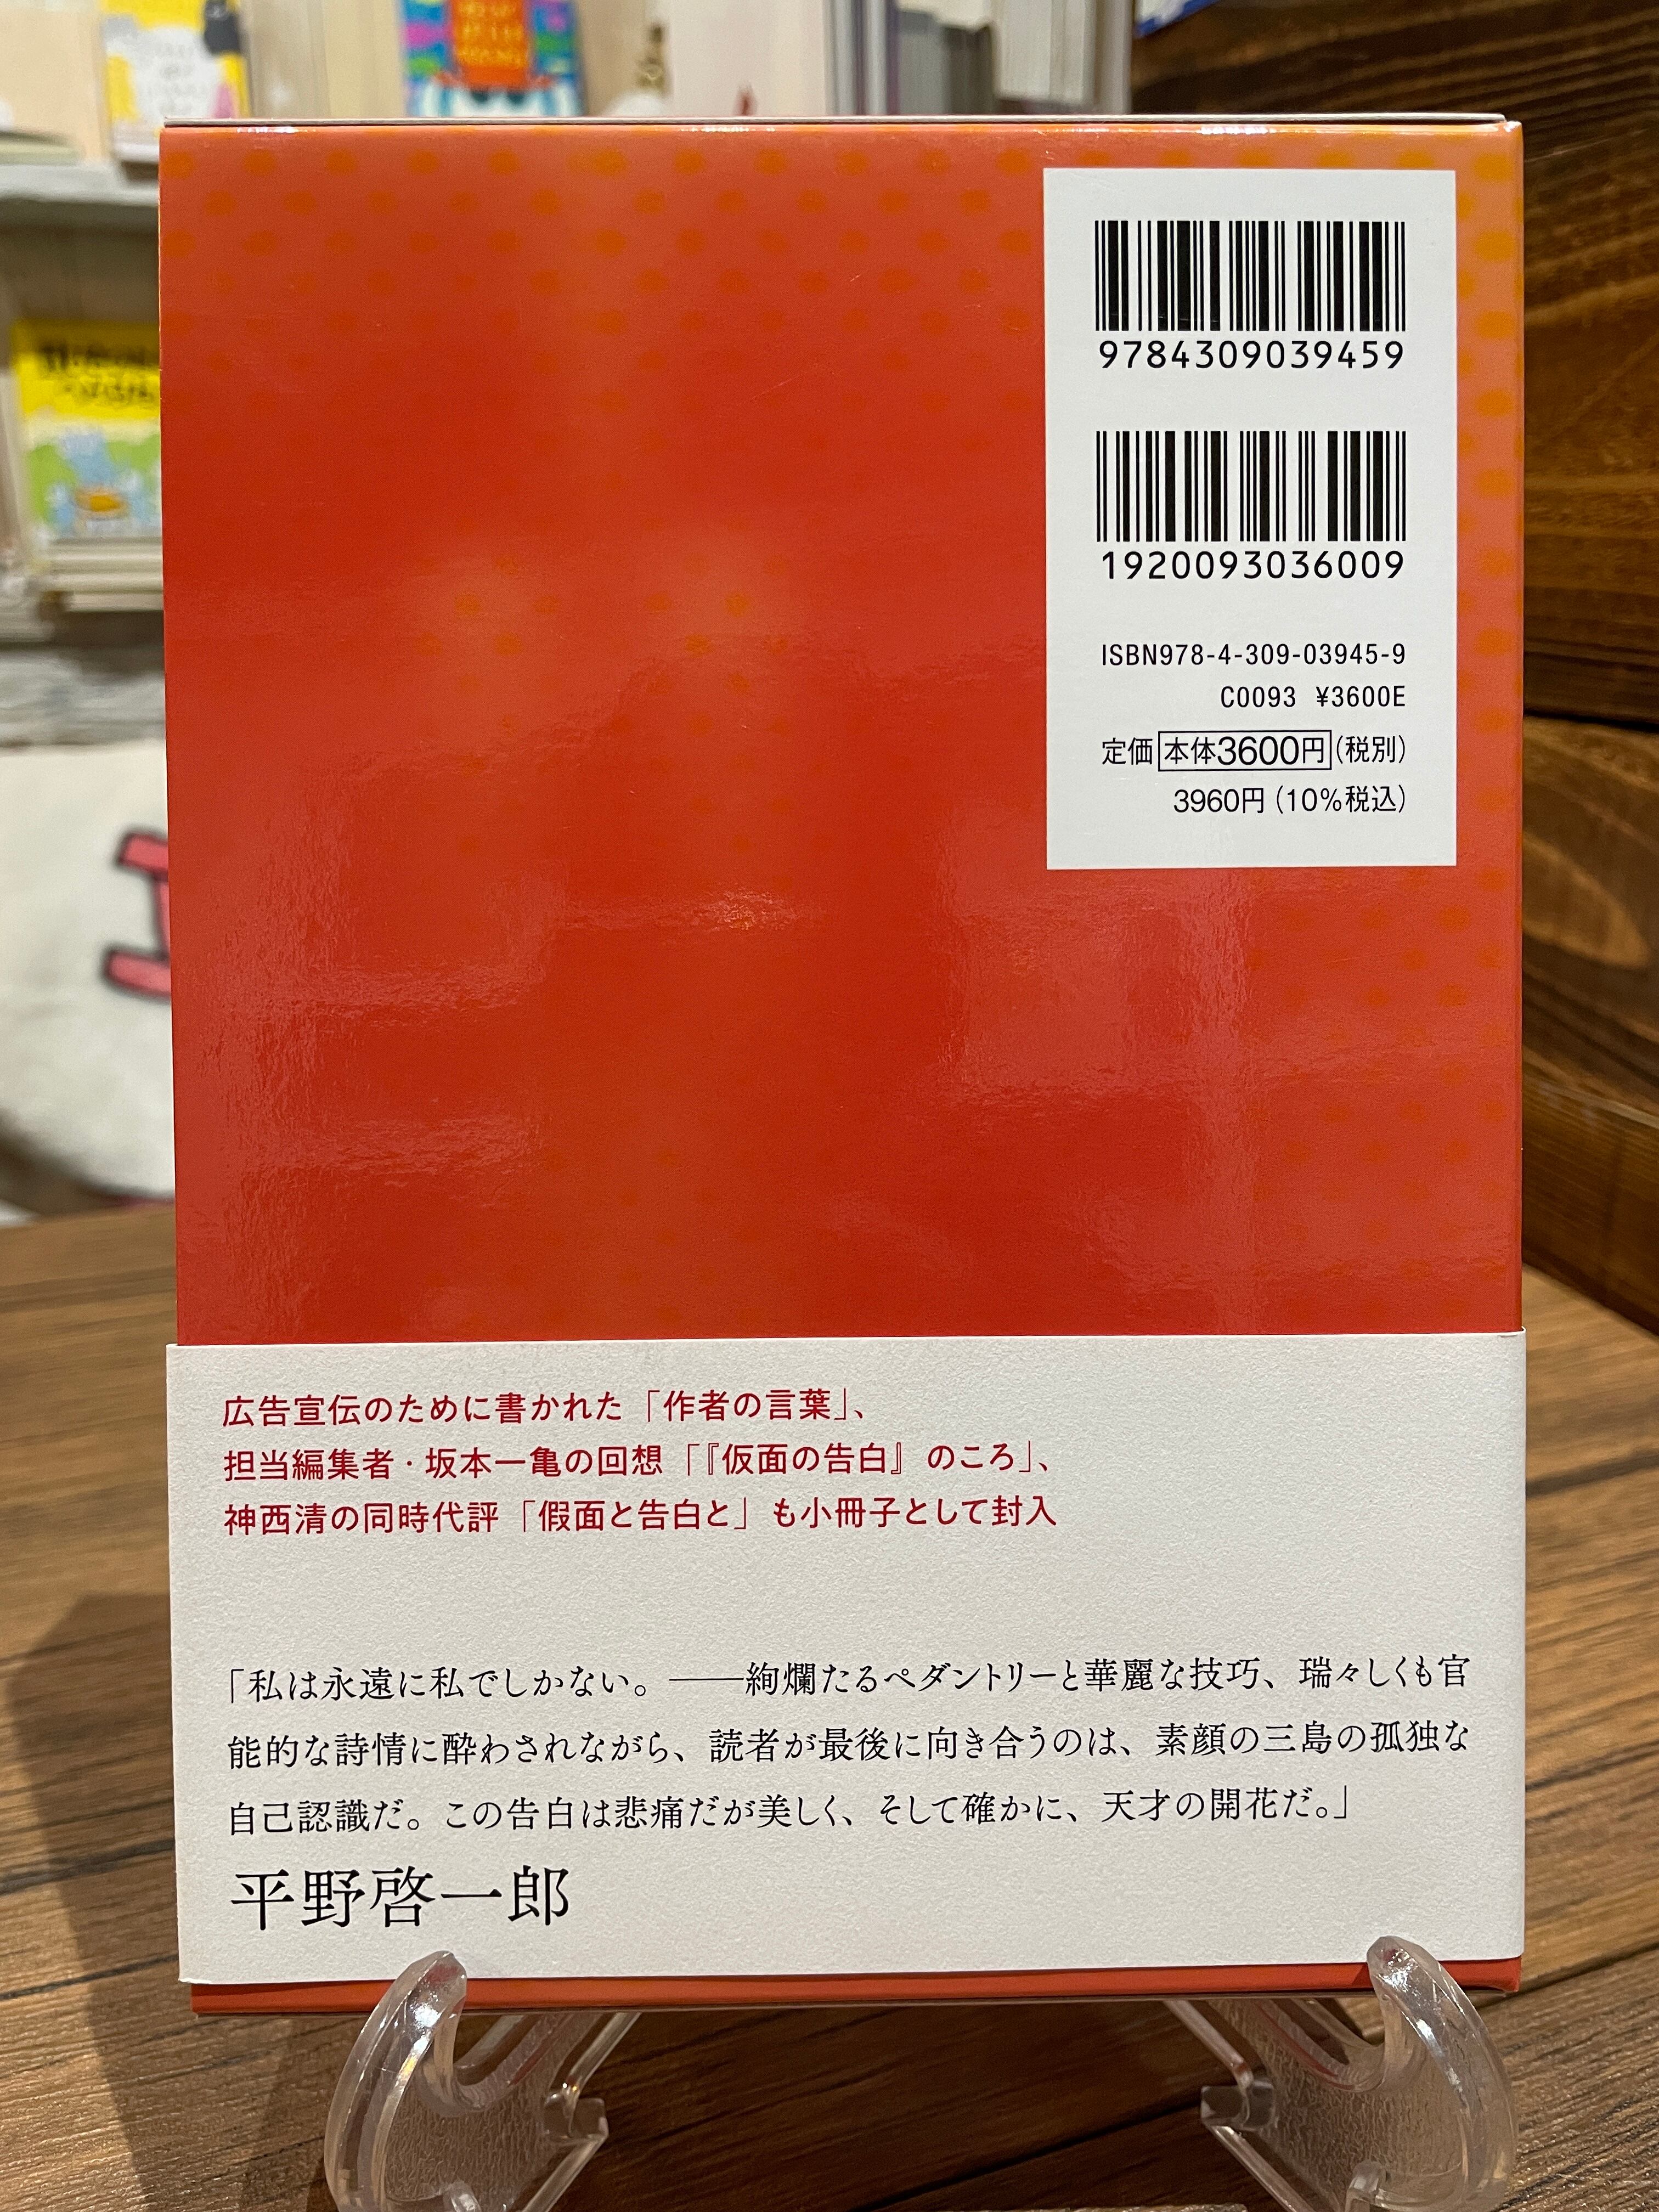 9784309039459
1920093036009
ISBN978-4-309-03945-9
C0093 ¥3600E
定価本体3600円(税別)
3960円(10%税込)
広告宣伝のために書かれた「作者の言葉」、
担当編集者・坂本一亀の回想「『仮面の告白』のころ」、
神西清の同時代評「假面と告白と」も小冊子として封入
「私は永遠に私でしかない。――絢爛たるペダントリーと華麗な技巧、瑞々しくも官
能的な詩情に酔わされながら、読者が最後に向き合うのは、素顔の三島の孤独な
自己認識だ。この告白は悲痛だが美しく、そして確かに、天才の開花だ。」
平野啓一郎